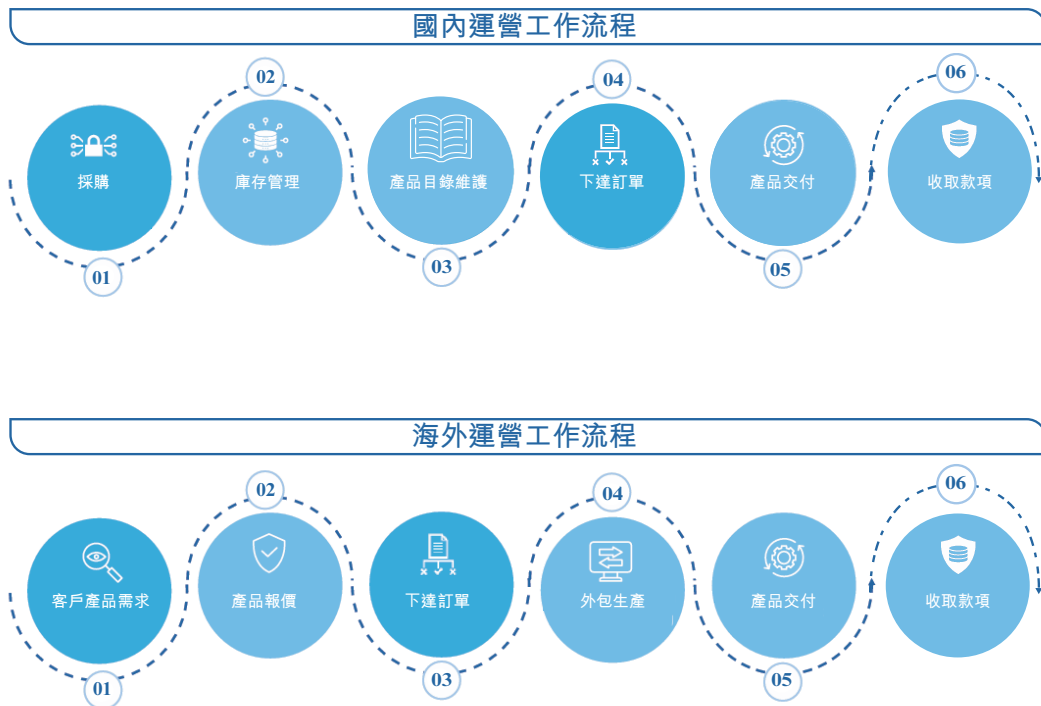 國內運營工作流程
02
04
06
採購
庫存管理
產品目錄維護
下達訂單
產品交付
收取款項
01
03
05
海外運營工作流程
02
04
06
客戶產品需求
產品報價
下達訂單
外包生產
產品交付
收取款項
01
03
05